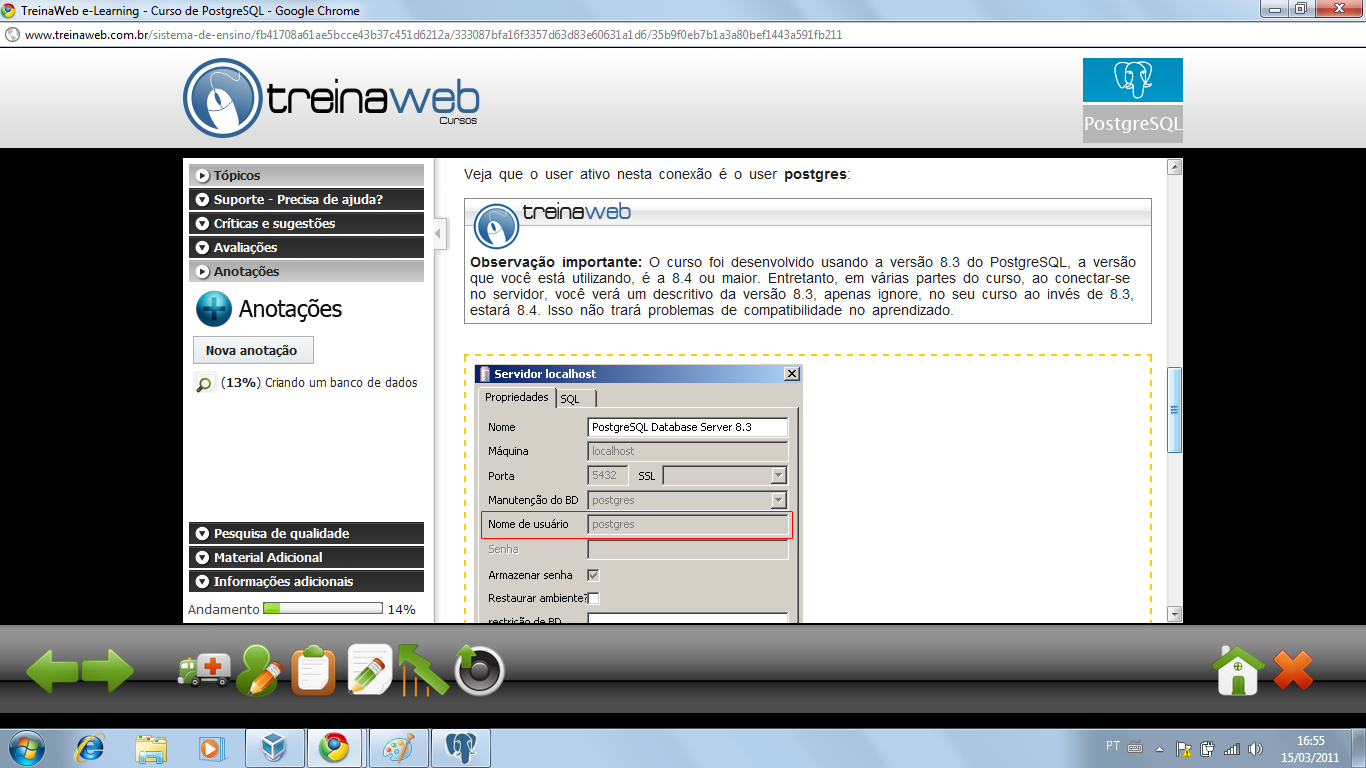 TreinaWeb e-Learning - Curso de PostgreSQL - Google Chrome
www.treinaweb.com.br/sistema-de-ensino/fb41708a61ae5bcce43b37c451d6212a/333087bfa16f3357d63d83e60631a1d6/35b9f0eb7b1a3a80bef1443a591fb211
treinaweb
Cursos
PostgreSQL
Tópicos
Suporte - Precisa de ajuda?
Críticas e sugestões
Avaliações
Anotações
Anotações
Nova anotação
(13%) Criando um banco de dados
Pesquisa de qualidade
Material Adicional
Informações adicionais
Andamento 14%
Veja que o user ativo nesta conexão é o user postgres:
treinaweb
Observação importante: O curso foi desenvolvido usando a versão 8.3 do PostgreSQL, a versão
que você está utilizando, é a 8.4 ou maior. Entretanto, em várias partes do curso, ao conectar-se
no servidor, você verá um descritivo da versão 8.3, apenas ignore, no seu curso ao invés de 8.3,
estará 8.4. Isso não trará problemas de compatibilidade no aprendizado.
Servidor localhost
Propriedades SQL
Nome PostgreSQL Database Server 8.3
Máquina localhost
Porta 5432 SSL
Manutenção do BD postgres
Nome de usuário postgres
Senha
Armazenar senha
Restaurar ambiente?
restrição de BD
PT 16:55
15/03/2011